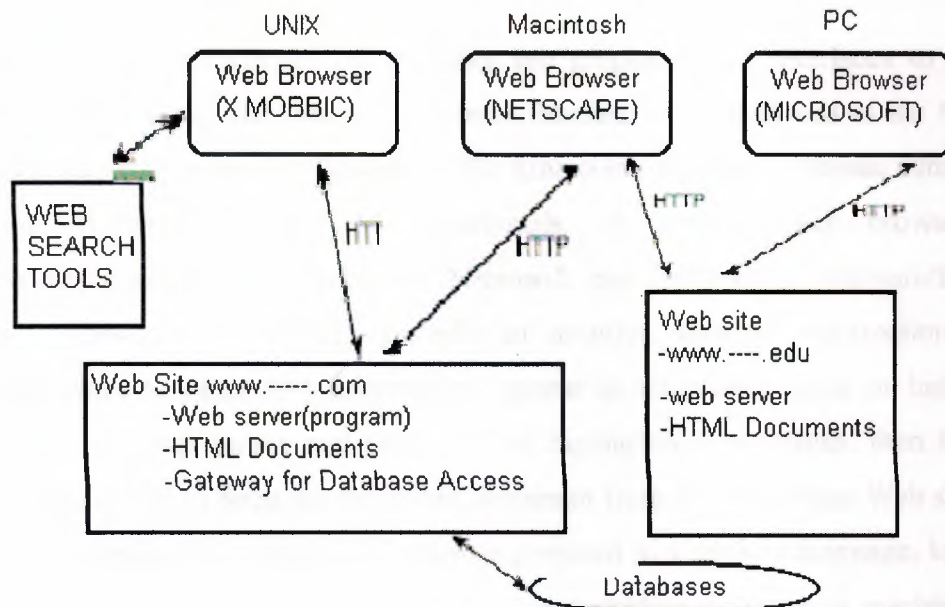 UNIX
Macintosh
PC
Web Browser
(X MOBBIC)
Web Browser
(NETSCAPE)
Web Browser
(MICROSOFT)
WEB
SEARCH
TOOLS
HTT
HTTP
HTTP
HTTP
Web Site www.-----.com
-Web server(program)
-HTML Documents
-Gateway for Database Access
Web site
-www.----.edu
-web server
-HTML Documents
Databases